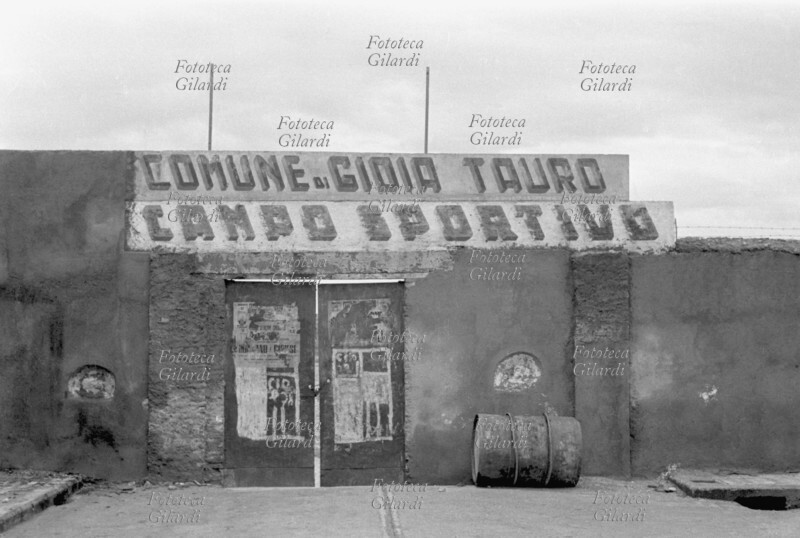 COMUNE DI GIOIA TAURO
CAMPO SPORTIVO
Fototeca
Gilardi